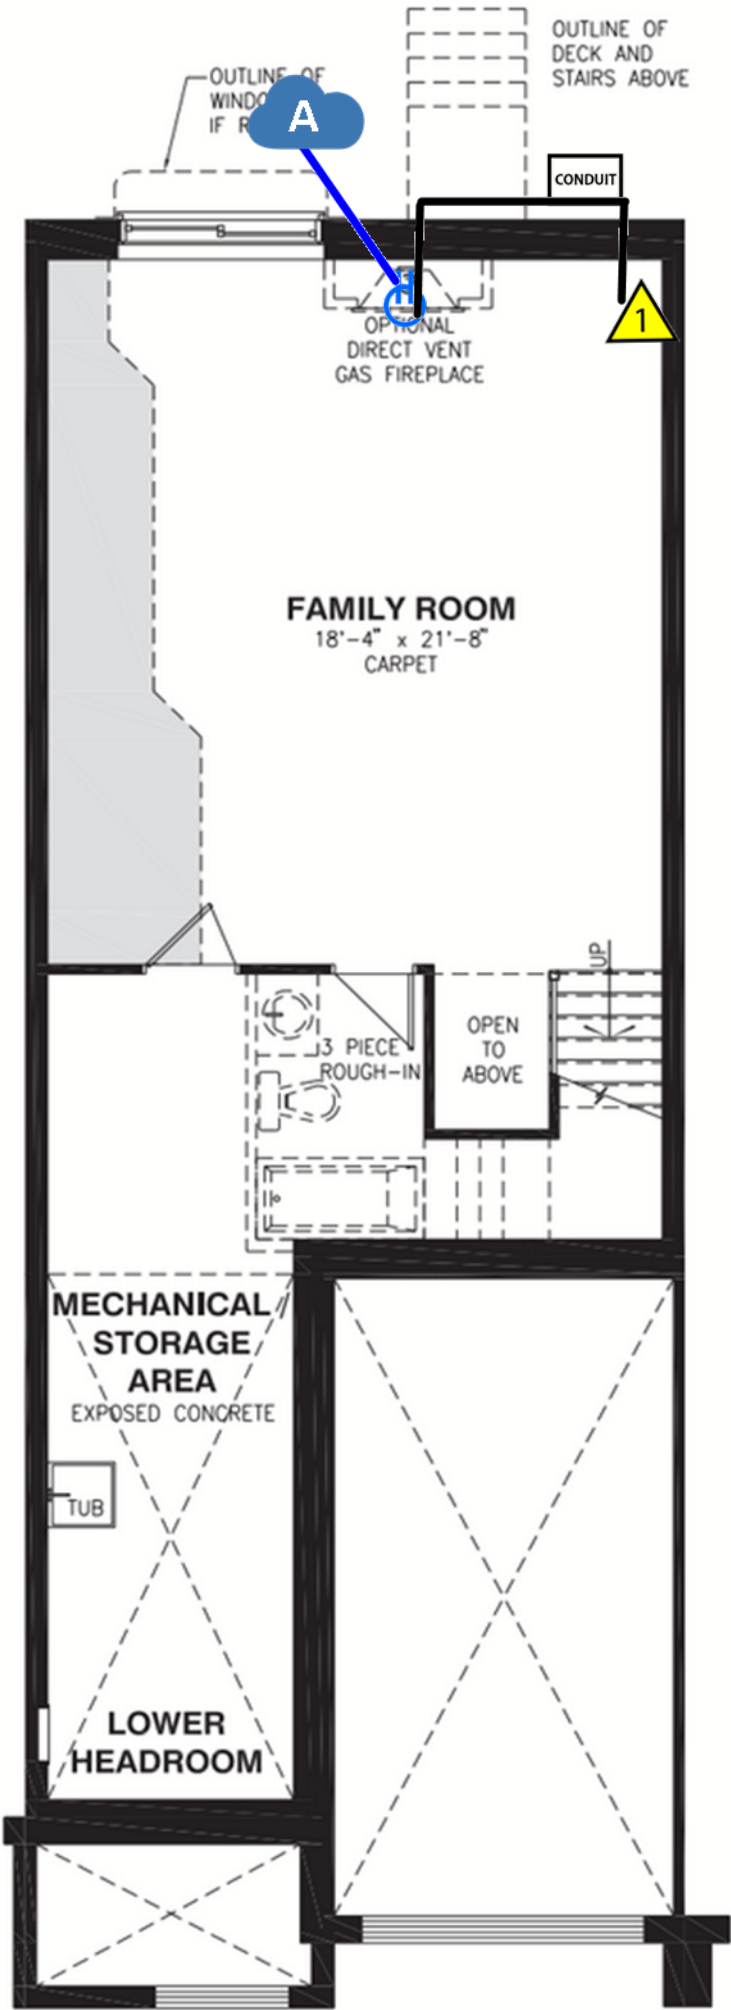 OUTLINE OF
DECK AND
STAIRS ABOVE
OUTLINE OF
IF
A
CONDUIT
H
1
OPTIONAL
DIRECT VENT
GAS FIREPLACE
FAMILY ROOM
18'-4" x 21'-8"
CARPET
UP
OPEN
TO
ABOVE
3 PIECE
ROUGH-IN
MECHANICAL
STORAGE
AREA
EXPOSED CONCRETE
TUB
LOWER
HEADROOM